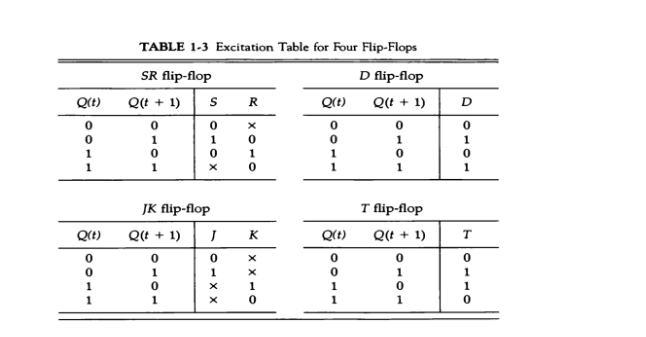 TABLE 1-3 Excitation Table for Four Flip-Flops
SR flip-flop
Q(t) Q(t + 1) S R
0 0 0 ×
0 1 1 0
1 0 0 1
1 1 × 0
D flip-flop
Q(t) Q(t + 1) D
0 0 0
0 1 1
1 0 0
1 1 1
JK flip-flop
Q(t) Q(t + 1) J K
0 0 0 ×
0 1 1 ×
1 0 × 1
1 1 × 0
T flip-flop
Q(t) Q(t + 1) T
0 0 0
0 1 1
1 0 1
1 1 0